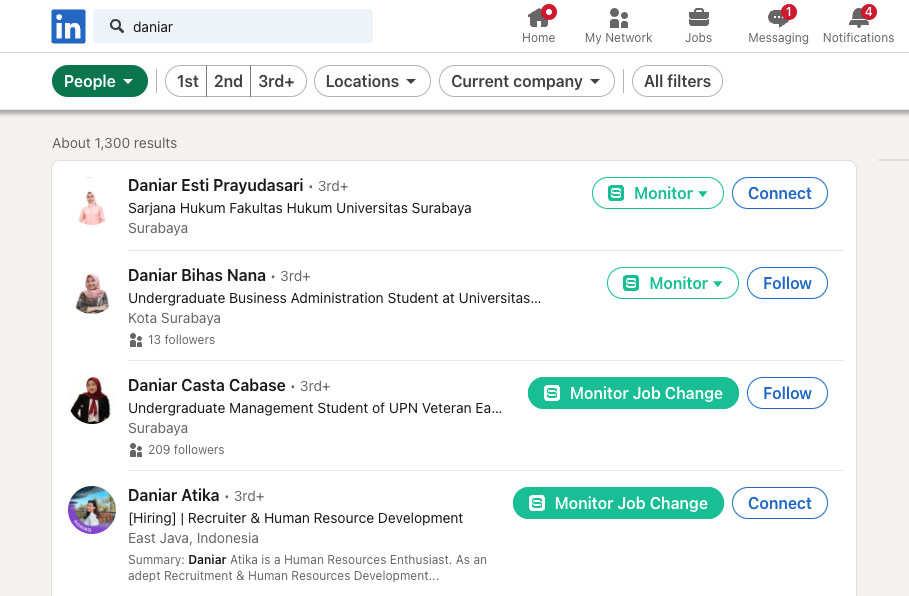 in
daniar
Home
My Network
Jobs
1
Messaging
4
Notifications
People
1st
2nd
3rd+
Locations
Current company
All filters
About 1,300 results
Daniar Esti Prayudasari • 3rd+
Sarjana Hukum Fakultas Hukum Universitas Surabaya
Surabaya
Monitor
Connect
Daniar Bihas Nana • 3rd+
Undergraduate Business Administration Student at Universitas...
Kota Surabaya
13 followers
Monitor
Follow
Daniar Casta Cabase • 3rd+
Undergraduate Management Student of UPN Veteran Ea...
Surabaya
209 followers
Monitor Job Change
Follow
Daniar Atika • 3rd+
[Hiring] | Recruiter & Human Resource Development
East Java, Indonesia
Summary: Daniar Atika is a Human Resources Enthusiast. As an
adept Recruitment & Human Resources Development...
Monitor Job Change
Connect